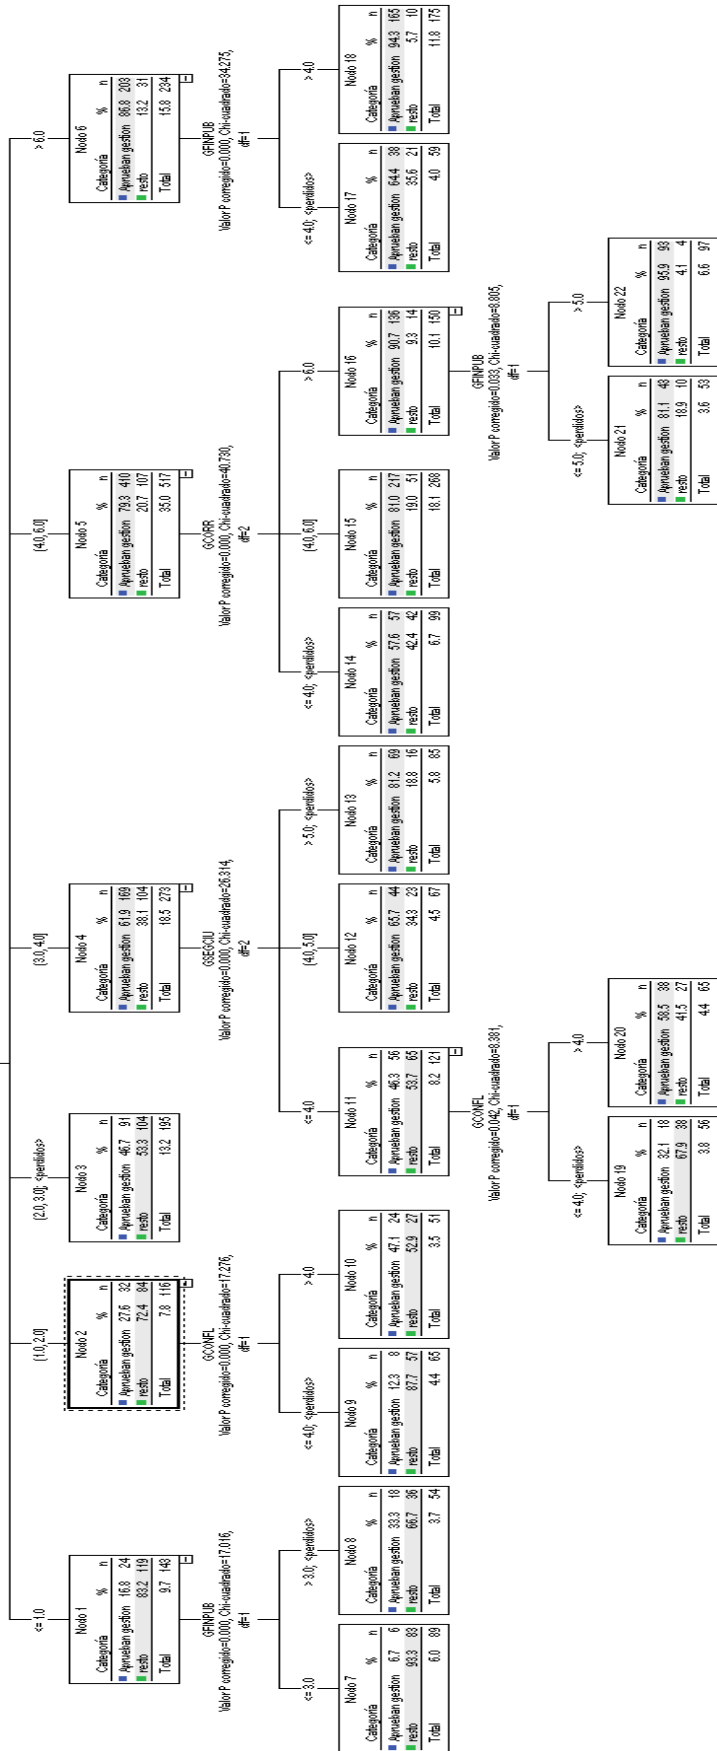 <= 1.0
(1.0, 2.0]
(2.0, 3.0]; <perdidos>
(3.0, 4.0]
(4.0, 6.0]
> 6.0
Nodo 1
Categoría % n
Aprueban gestion 16.8 24
resto 83.2 119
Total 9.7 143
GFINPUB
Valor P corregido=0.000, Chi-cuadrado=17.016,
df=1
Nodo 2
Categoría % n
Aprueban gestion 27.6 32
resto 72.4 84
Total 7.8 116
GCONFL
Valor P corregido=0.000, Chi-cuadrado=17.276,
df=1
Nodo 3
Categoría % n
Aprueban gestion 46.7 91
resto 53.3 104
Total 13.2 195
Nodo 4
Categoría % n
Aprueban gestion 61.9 169
resto 38.1 104
Total 18.5 273
GSEGCIU
Valor P corregido=0.000, Chi-cuadrado=26.314,
df=2
Nodo 5
Categoría % n
Aprueban gestion 79.3 410
resto 20.7 107
Total 35.0 517
GCORR
Valor P corregido=0.000, Chi-cuadrado=40.730,
df=2
Nodo 6
Categoría % n
Aprueban gestion 86.8 203
resto 13.2 31
Total 15.8 234
GFINPUB
Valor P corregido=0.000, Chi-cuadrado=34.275,
df=1
<= 3.0
Nodo 7
Categoría % n
Aprueban gestion 6.7 6
resto 93.3 83
Total 6.0 89
> 3.0; <perdidos>
Nodo 8
Categoría % n
Aprueban gestion 33.3 18
resto 66.7 36
Total 3.7 54
<= 4.0; <perdidos>
Nodo 9
Categoría % n
Aprueban gestion 12.3 8
resto 87.7 57
Total 4.4 65
> 4.0
Nodo 10
Categoría % n
Aprueban gestion 47.1 24
resto 52.9 27
Total 3.5 51
<= 4.0
Nodo 11
Categoría % n
Aprueban gestion 46.3 56
resto 53.7 65
Total 8.2 121
GCONFL
Valor P corregido=0.042, Chi-cuadrado=8.381,
df=1
(4.0, 5.0]
Nodo 12
Categoría % n
Aprueban gestion 65.7 44
resto 34.3 23
Total 4.5 67
> 5.0; <perdidos>
Nodo 13
Categoría % n
Aprueban gestion 81.2 69
resto 18.8 16
Total 5.8 85
<= 4.0; <perdidos>
Nodo 14
Categoría % n
Aprueban gestion 57.6 57
resto 42.4 42
Total 6.7 99
(4.0, 6.0]
Nodo 15
Categoría % n
Aprueban gestion 81.0 217
resto 19.0 51
Total 18.1 268
> 6.0
Nodo 16
Categoría % n
Aprueban gestion 90.7 136
resto 9.3 14
Total 10.1 150
GFINPUB
Valor P corregido=0.033, Chi-cuadrado=8.805,
df=1
<= 4.0; <perdidos>
Nodo 17
Categoría % n
Aprueban gestion 64.4 38
resto 35.6 21
Total 4.0 59
> 4.0
Nodo 18
Categoría % n
Aprueban gestion 94.3 165
resto 5.7 10
Total 11.8 175
<= 4.0; <perdidos>
Nodo 19
Categoría % n
Aprueban gestion 32.1 18
resto 67.9 38
Total 3.8 56
> 4.0
Nodo 20
Categoría % n
Aprueban gestion 58.5 38
resto 41.5 27
Total 4.4 65
<= 5.0; <perdidos>
Nodo 21
Categoría % n
Aprueban gestion 81.1 43
resto 18.9 10
Total 3.6 53
> 5.0
Nodo 22
Categoría % n
Aprueban gestion 95.9 93
resto 4.1 4
Total 6.6 97